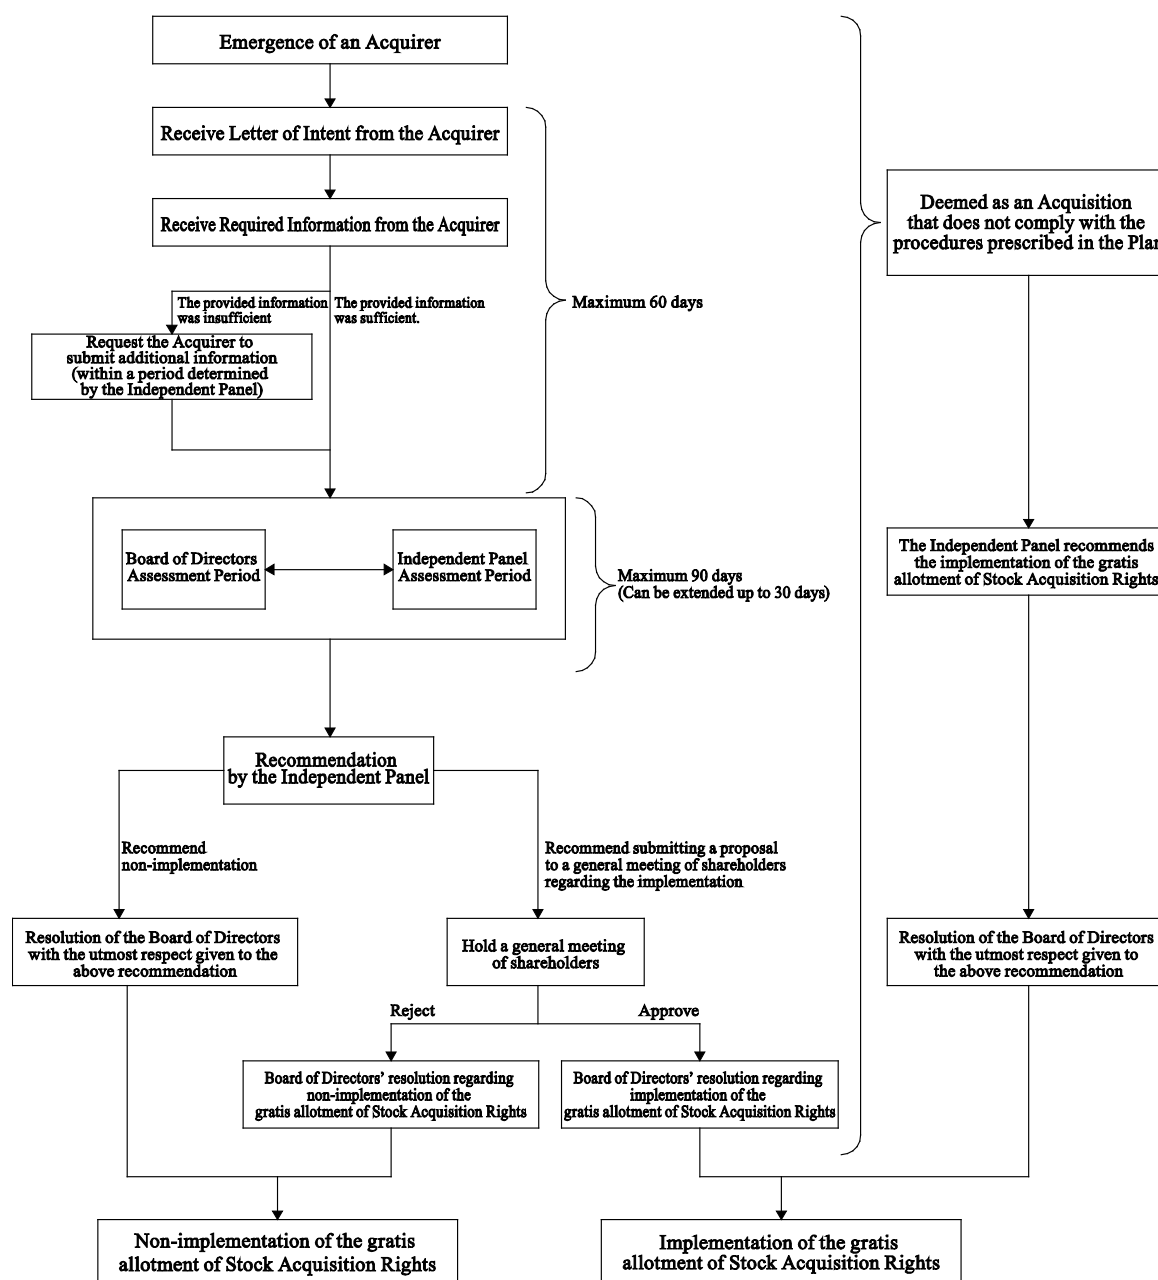 Emergence of an Acquirer
Receive Letter of Intent from the Acquirer
Receive Required Information from the Acquirer
The provided information
was insufficient
The provided information
was sufficient.
Request the Acquirer to
submit additional information
(within a period determined
by the Independent Panel)
Maximum 60 days
Deemed as an Acquisition
that does not comply with the
procedures prescribed in the Plan
Board of Directors
Assessment Period
Independent Panel
Assessment Period
Maximum 90 days
(Can be extended up to 30 days)
The Independent Panel recommends
the implementation of the gratis
allotment of Stock Acquisition Rights
Recommendation
by the Independent Panel
Recommend
non-implementation
Recommend submitting a proposal
to a general meeting of shareholders
regarding the implementation
Resolution of the Board of Directors
with the utmost respect given to the
above recommendation
Hold a general meeting
of shareholders
Resolution of the Board of Directors
with the utmost respect given to
the above recommendation
Reject
Approve
Board of Directors’ resolution regarding
non-implementation of the
gratis allotment of Stock Acquisition Rights
Board of Directors’ resolution regarding
implementation of the
gratis allotment of Stock Acquisition Rights
Non-implementation of the gratis
allotment of Stock Acquisition Rights
Implementation of the gratis
allotment of Stock Acquisition Rights